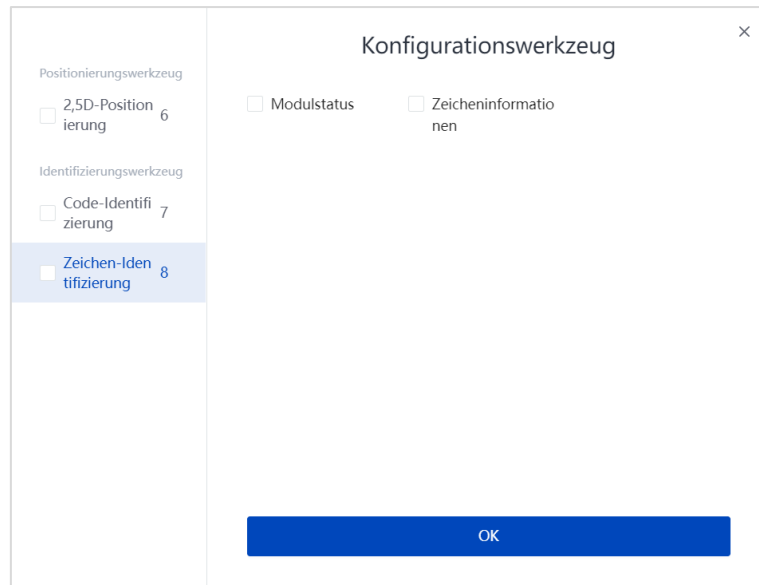 Konfigurationswerkzeug
×
Positionierungswerkzeug
2,5D-Position
ierung
6
Identifizierungswerkzeug
Code-Identifi
zierung
7
Zeichen-Iden
tifizierung
8
Modulstatus
Zeicheninformatio
nen
OK